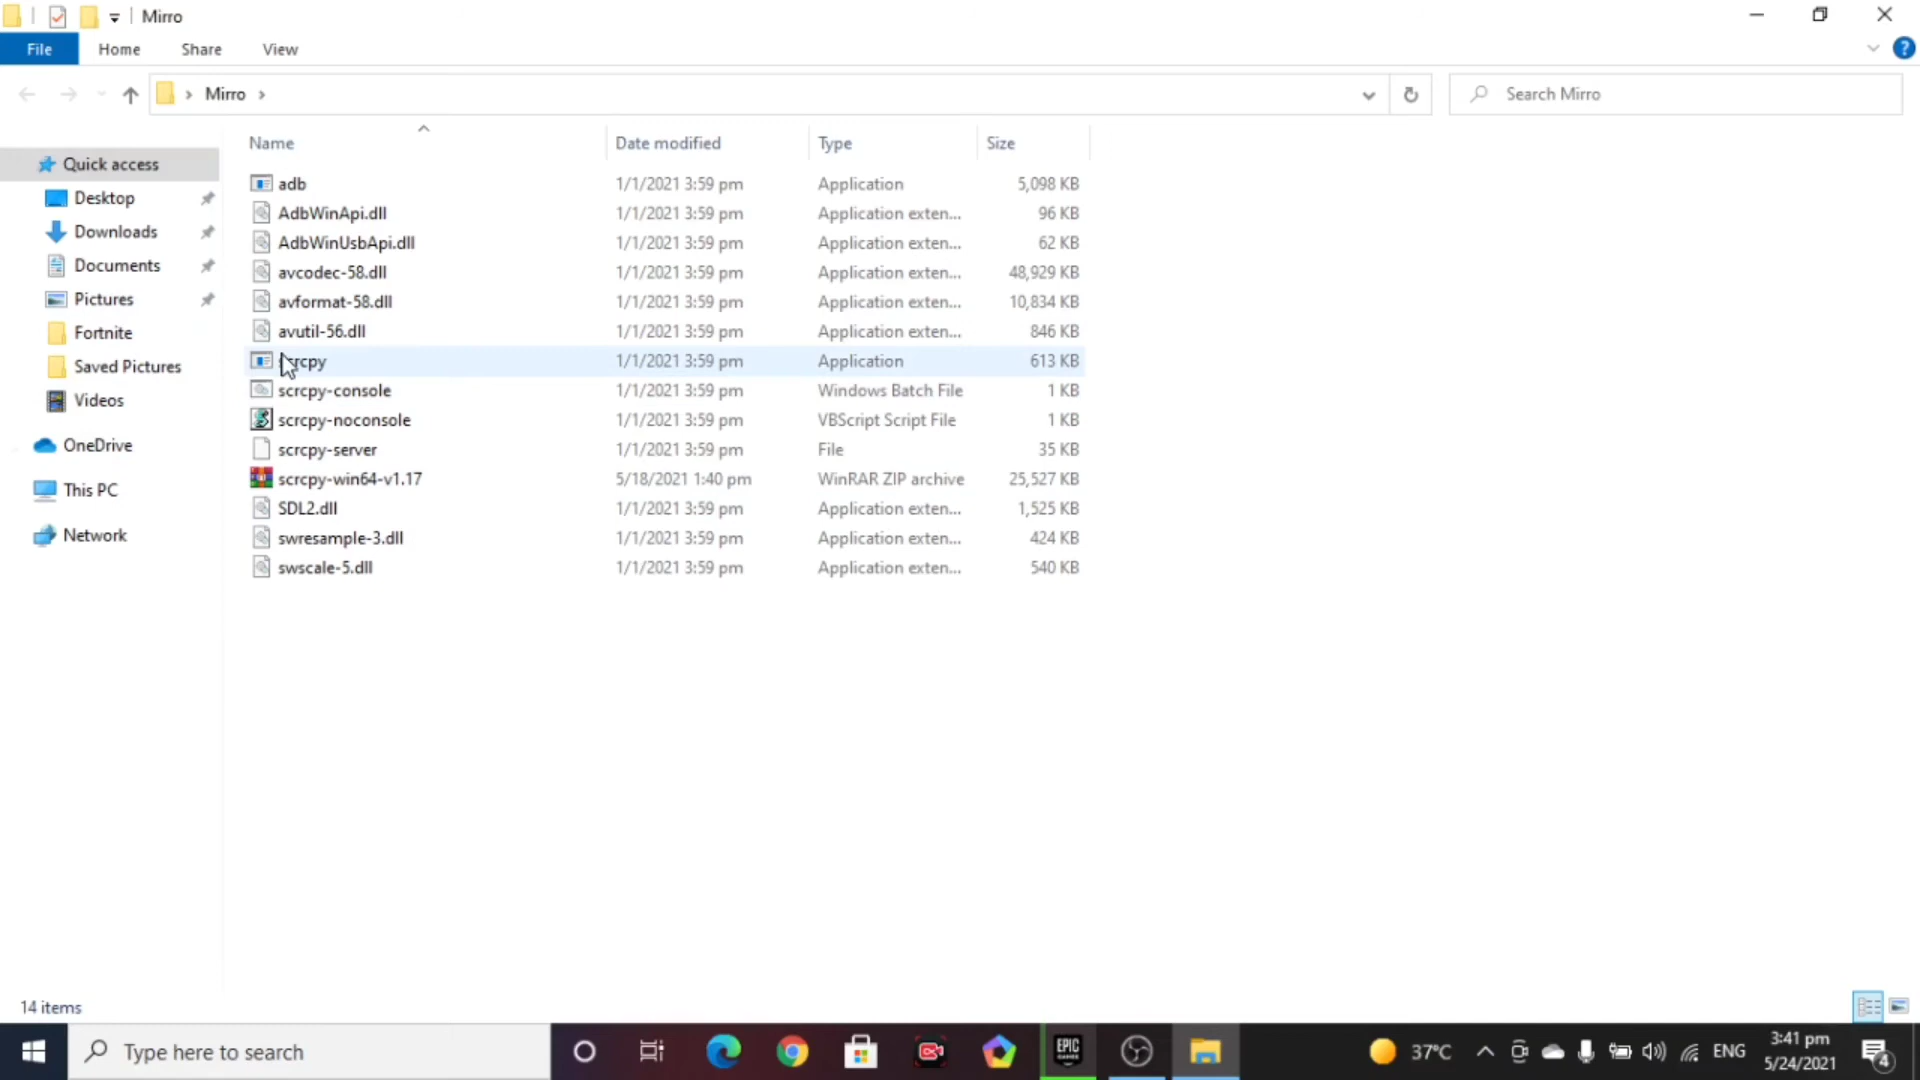 Mirro
File Home Share View
Mirro
Search Mirro
Name Date modified Type Size
Quick access
Desktop
Downloads
Documents
Pictures
Fortnite
Saved Pictures
Videos
OneDrive
This PC
Network
adb 1/1/2021 3:59 pm Application 5,098 KB
AdbWinApi.dll 1/1/2021 3:59 pm Application exten... 96 KB
AdbWinUsbApi.dll 1/1/2021 3:59 pm Application exten... 62 KB
avcodec-58.dll 1/1/2021 3:59 pm Application exten... 48,929 KB
avformat-58.dll 1/1/2021 3:59 pm Application exten... 10,834 KB
avutil-56.dll 1/1/2021 3:59 pm Application exten... 846 KB
scrcpy 1/1/2021 3:59 pm Application 613 KB
scrcpy-console 1/1/2021 3:59 pm Windows Batch File 1 KB
scrcpy-noconsole 1/1/2021 3:59 pm VBScript Script File 1 KB
scrcpy-server 1/1/2021 3:59 pm File 35 KB
scrcpy-win64-v1.17 5/18/2021 1:40 pm WinRAR ZIP archive 25,527 KB
SDL2.dll 1/1/2021 3:59 pm Application exten... 1,525 KB
swresample-3.dll 1/1/2021 3:59 pm Application exten... 424 KB
swscale-5.dll 1/1/2021 3:59 pm Application exten... 540 KB
14 items
Type here to search
EPIC
GAMES
37°C
ENG
3:41 pm
5/24/2021
4